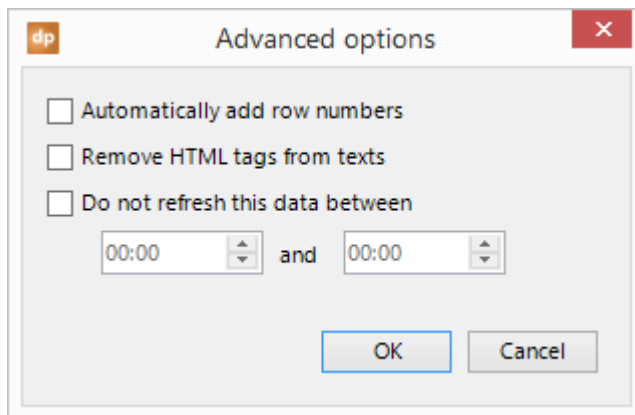 dp
Advanced options
Automatically add row numbers
Remove HTML tags from texts
Do not refresh this data between
00:00 and 00:00
OK Cancel